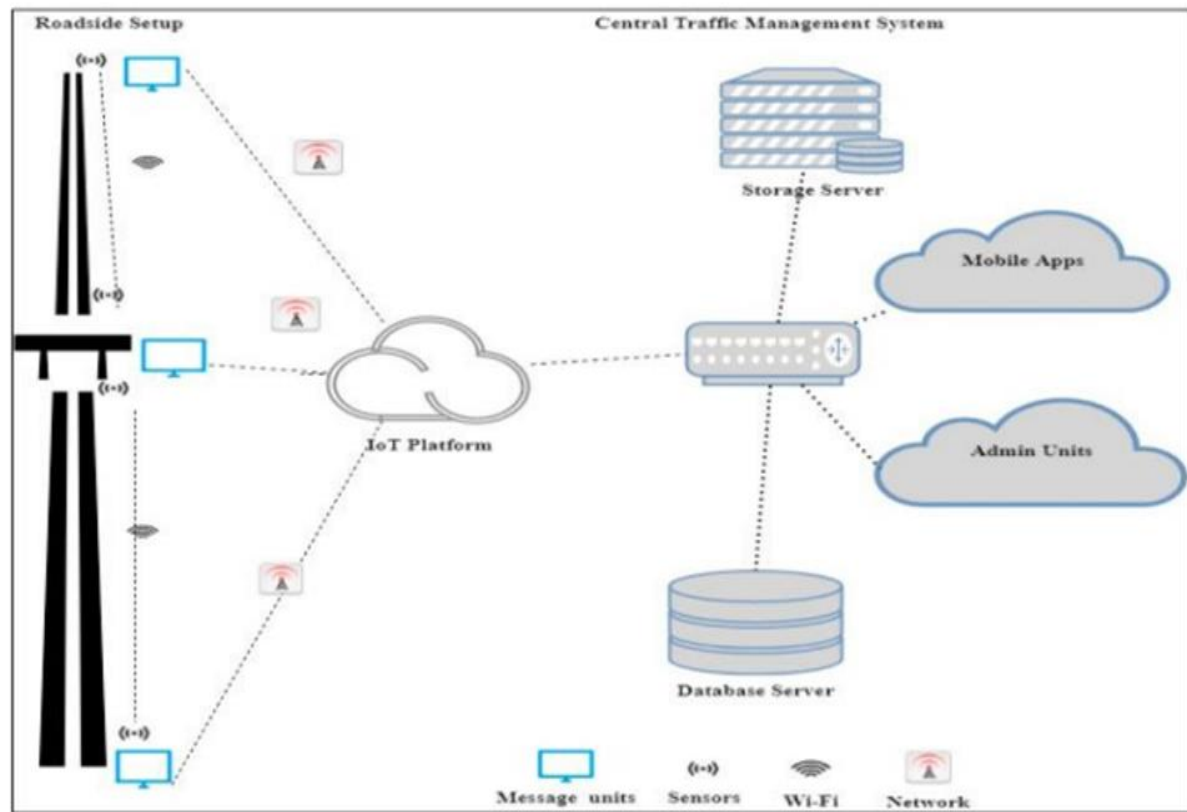 Roadside Setup
Central Traffic Management System
Storage Server
Mobile Apps
IoT Platform
Admin Units
Database Server
Message units
Sensors
Wi-Fi
Network